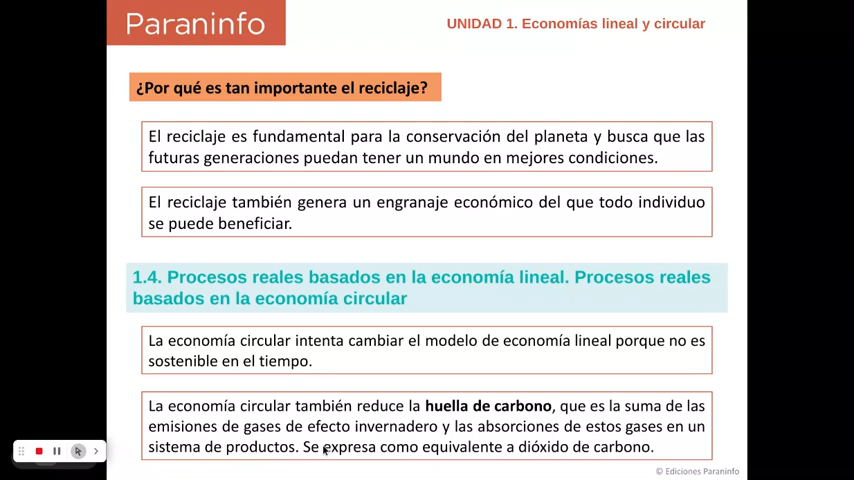 Paraninfo
UNIDAD 1. Economías lineal y circular
¿Por qué es tan importante el reciclaje?
El reciclaje es fundamental para la conservación del planeta y busca que las
futuras generaciones puedan tener un mundo en mejores condiciones.
El reciclaje también genera un engranaje económico del que todo individuo
se puede beneficiar.
1.4. Procesos reales basados en la economía lineal. Procesos reales
basados en la economía circular
La economía circular intenta cambiar el modelo de economía lineal porque no es
sostenible en el tiempo.
La economía circular también reduce la huella de carbono, que es la suma de las
emisiones de gases de efecto invernadero y las absorciones de estos gases en un
sistema de productos. Se expresa como equivalente a dióxido de carbono.
© Ediciones Paraninfo